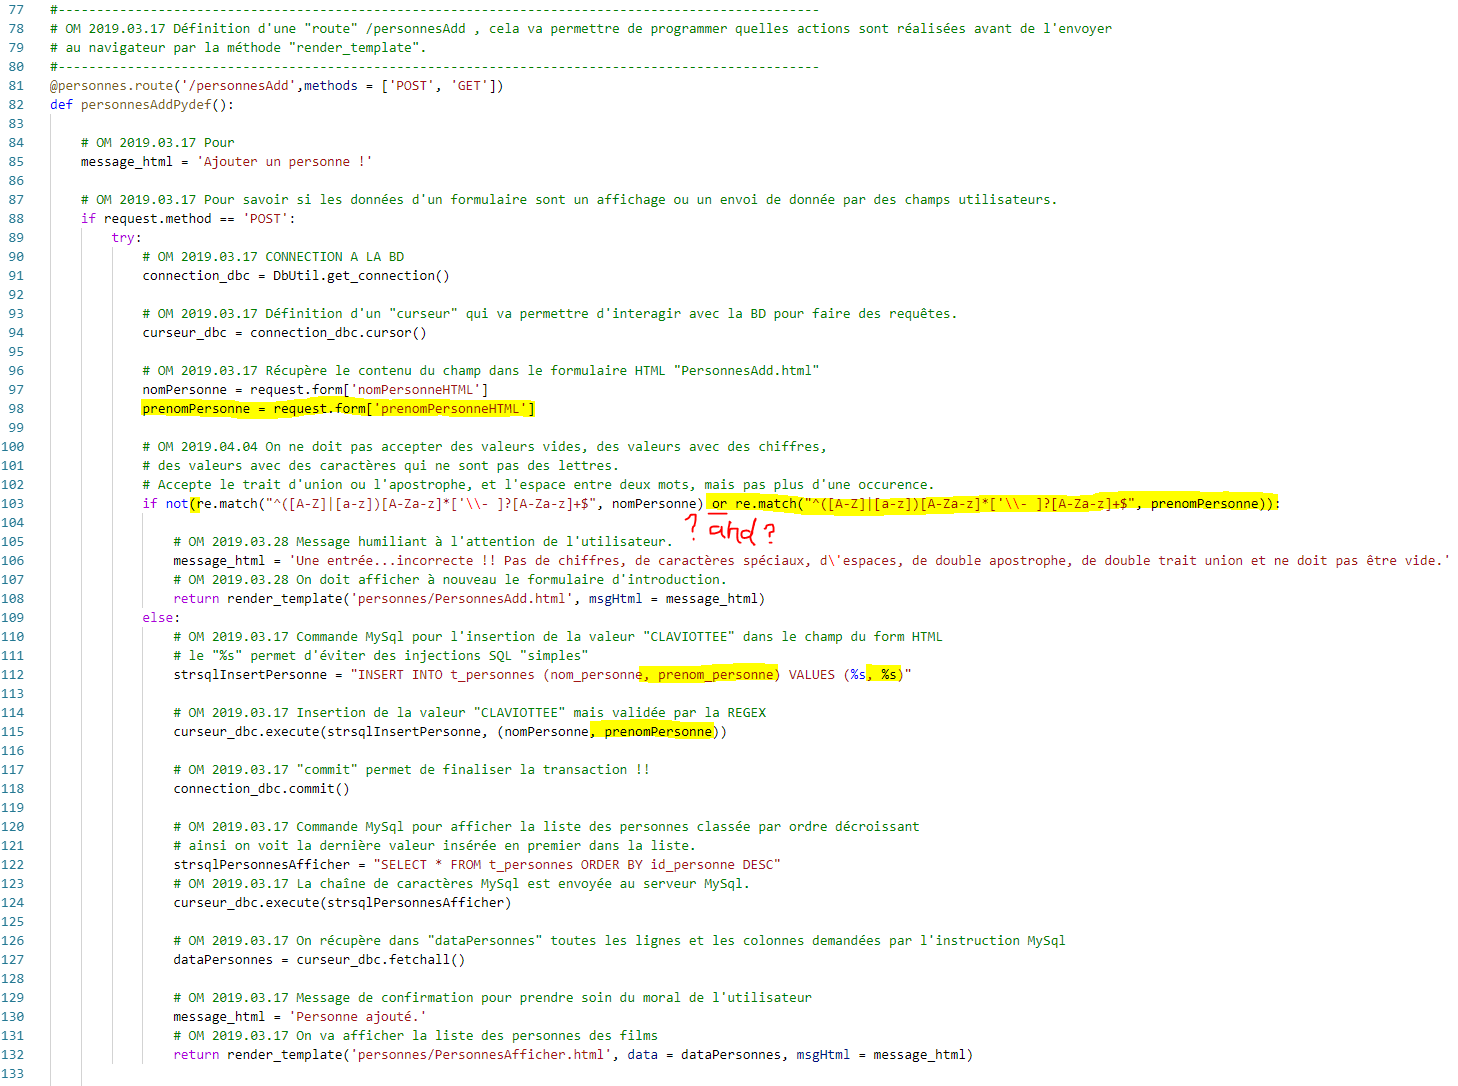 77 #---------------------------------------------------------------------------------------------------
78 # OM 2019.03.17 Définition d'une "route" /personnesAdd , cela va permettre de programmer quelles actions sont réalisées avant de l'envoyer
79 # au navigateur par la méthode "render_template".
80 #---------------------------------------------------------------------------------------------------
81 @personnes.route('/personnesAdd',methods = ['POST', 'GET'])
82 def personnesAddPydef():
83
84     # OM 2019.03.17 Pour
85     message_html = 'Ajouter un personne !'
86
87     # OM 2019.03.17 Pour savoir si les données d'un formulaire sont un affichage ou un envoi de donnée par des champs utilisateurs.
88     if request.method == 'POST':
89         try:
90             # OM 2019.03.17 CONNECTION A LA BD
91             connection_dbc = DbUtil.get_connection()
92
93             # OM 2019.03.17 Définition d'un "curseur" qui va permettre d'interagir avec la BD pour faire des requêtes.
94             curseur_dbc = connection_dbc.cursor()
95
96             # OM 2019.03.17 Récupère le contenu du champ dans le formulaire HTML "PersonnesAdd.html"
97             nomPersonne = request.form['nomPersonneHTML']
98             prenomPersonne = request.form['prenomPersonneHTML']
99
100             # OM 2019.04.04 On ne doit pas accepter des valeurs vides, des valeurs avec des chiffres,
101             # des valeurs avec des caractères qui ne sont pas des lettres.
102             # Accepte le trait d'union ou l'apostrophe, et l'espace entre deux mots, mais pas plus d'une occurence.
103             if not(re.match("^([A-Z]|[a-z])[A-Za-z]*['\\- ]?[A-Za-z]+$", nomPersonne) or re.match("^([A-Z]|[a-z])[A-Za-z]*['\\- ]?[A-Za-z]+$", prenomPersonne)):
104
? and ?
105                 # OM 2019.03.28 Message humiliant à l'attention de l'utilisateur.
106                 message_html = 'Une entrée...incorrecte !! Pas de chiffres, de caractères spéciaux, d\'espaces, de double apostrophe, de double trait union et ne doit pas être vide.'
107                 # OM 2019.03.28 On doit afficher à nouveau le formulaire d'introduction.
108                 return render_template('personnes/PersonnesAdd.html', msgHtml = message_html)
109             else:
110                 # OM 2019.03.17 Commande MySql pour l'insertion de la valeur "CLAVIOTTEE" dans le champ du form HTML
111                 # le "%s" permet d'éviter des injections SQL "simples"
112                 strsqlInsertPersonne = "INSERT INTO t_personnes (nom_personne, prenom_personne) VALUES (%s, %s)"
113
114                 # OM 2019.03.17 Insertion de la valeur "CLAVIOTTEE" mais validée par la REGEX
115                 curseur_dbc.execute(strsqlInsertPersonne, (nomPersonne, prenomPersonne))
116
117                 # OM 2019.03.17 "commit" permet de finaliser la transaction !!
118                 connection_dbc.commit()
119
120                 # OM 2019.03.17 Commande MySql pour afficher la liste des personnes classée par ordre décroissant
121                 # ainsi on voit la dernière valeur insérée en premier dans la liste.
122                 strsqlPersonnesAfficher = "SELECT * FROM t_personnes ORDER BY id_personne DESC"
123                 # OM 2019.03.17 La chaîne de caractères MySql est envoyée au serveur MySql.
124                 curseur_dbc.execute(strsqlPersonnesAfficher)
125
126                 # OM 2019.03.17 On récupère dans "dataPersonnes" toutes les lignes et les colonnes demandées par l'instruction MySql
127                 dataPersonnes = curseur_dbc.fetchall()
128
129                 # OM 2019.03.17 Message de confirmation pour prendre soin du moral de l'utilisateur
130                 message_html = 'Personne ajouté.'
131                 # OM 2019.03.17 On va afficher la liste des personnes des films
132                 return render_template('personnes/PersonnesAfficher.html', data = dataPersonnes, msgHtml = message_html)
133